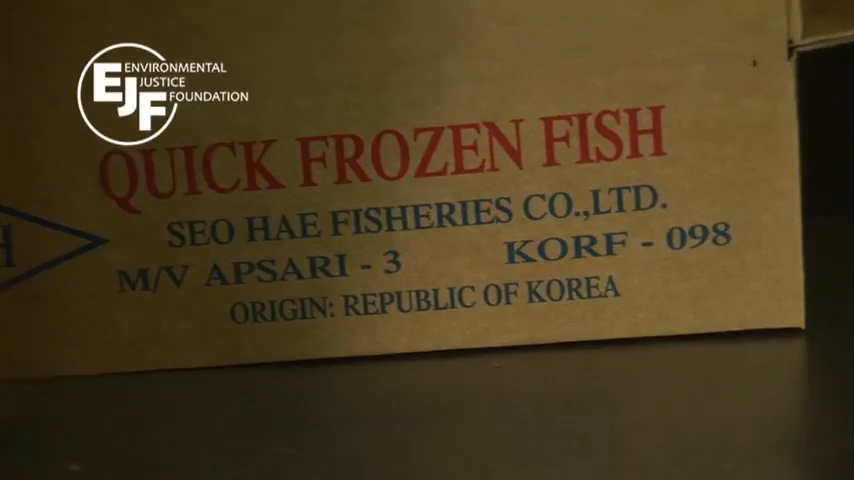 EJF
ENVIRONMENTAL
JUSTICE
FOUNDATION
QUICK FROZEN FISH
SEO HAE FISHERIES CO.,LTD.
M/V APSARI - 3 KORF - 098
ORIGIN: REPUBLIC OF KOREA